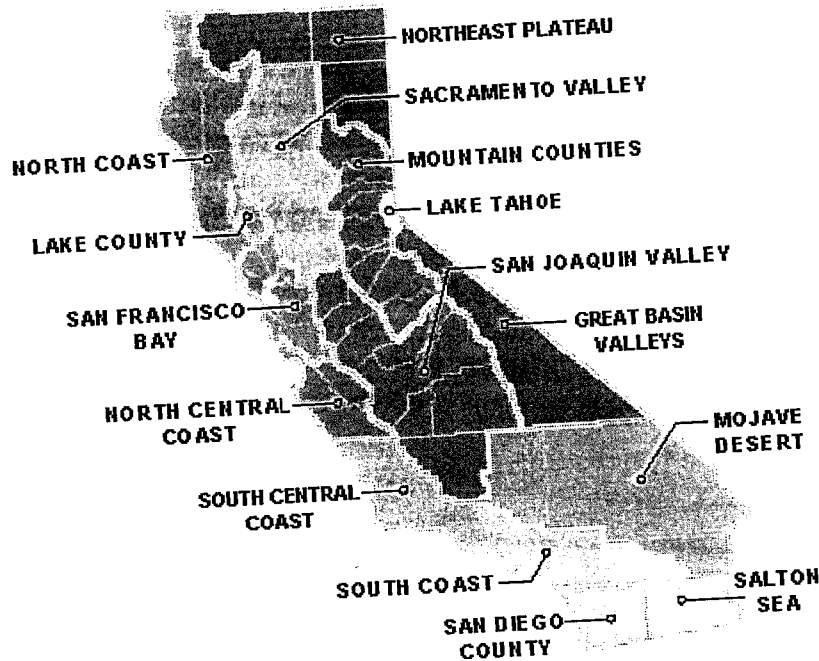 NORTHEAST PLATEAU
SACRAMENTO VALLEY
NORTH COAST
MOUNTAIN COUNTIES
LAKE TAHOE
LAKE COUNTY
SAN JOAQUIN VALLEY
SAN FRANCISCO
BAY
GREAT BASIN
VALLEYS
NORTH CENTRAL
COAST
MOJAVE
DESERT
SOUTH CENTRAL
COAST
SOUTH COAST
SALTON
SEA
SAN DIEGO
COUNTY